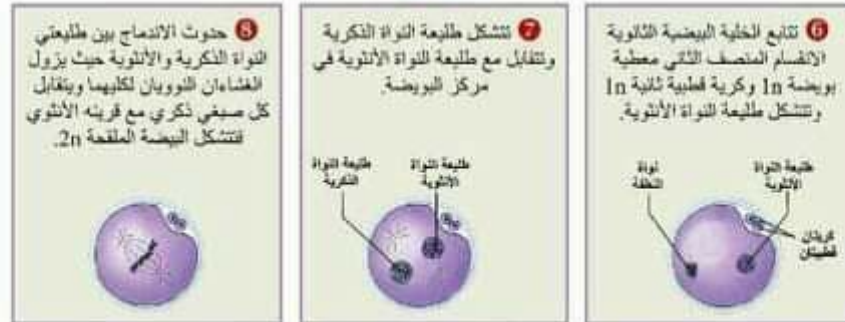 6 تتابع الخلية البيضية الثانوية
الانقسام المنصف الثاني معطية
بويضة 1n وكرية قطبية ثانية 1n
وتتشكل طليعة النواة الأنثوية.
نواة
النطفة
طليعة النواة
الأنثوية
كريتان
قطبيتان
7 تتشكل طليعة النواة الذكرية
وتتقابل مع طليعة النواة الأنثوية في
مركز البويضة.
طليعة النواة
الذكرية
طليعة النواة
الأنثوية
8 حدوث الاندماج بين طليعتي
النواة الذكرية والأنثوية حيث يزول
الغشاءان النوويان لكليهما ويتقابل
كل صبغي ذكري مع قرينه الأنثوي
فتتشكل البيضة الملقحة 2n.